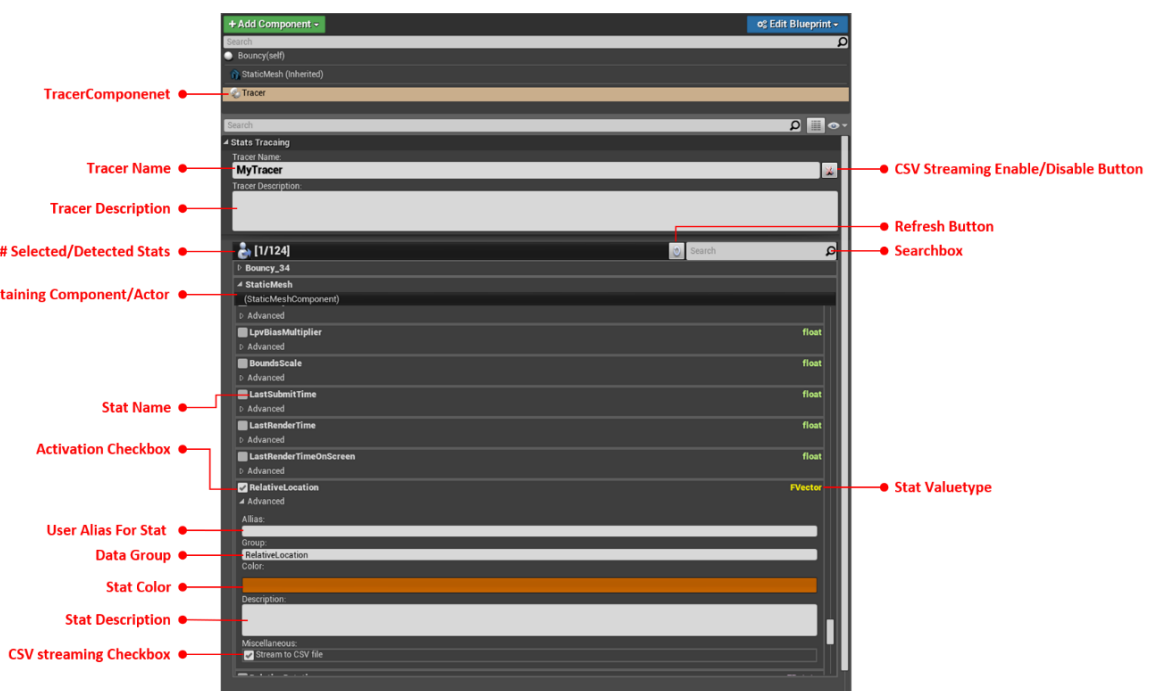 +Add Component
Edit Blueprint
Search
Bouncy(self)
StaticMesh (Inherited)
TracerComponenet
Tracer
Search
Stats Tracaing
Tracer Name:
Tracer Name
MyTracer
CSV Streaming Enable/Disable Button
Tracer Description:
Tracer Description
Refresh Button
# Selected/Detected Stats
[1/124]
Search
Searchbox
Bouncy_34
StaticMesh
taining Component/Actor
(StaticMeshComponent)
Advanced
LpvBiasMultiplier float
Advanced
BoundsScale float
Advanced
LastSubmitTime float
Stat Name
Advanced
LastRenderTime float
Advanced
Activation Checkbox
LastRenderTimeOnScreen float
Advanced
RelativeLocation FVector
Stat Valuetype
Advanced
Allias:
User Alias For Stat
Group:
Data Group
RelativeLocation
Color:
Stat Color
Description:
Stat Description
Miscellaneous:
CSV streaming Checkbox
Stream to CSV file